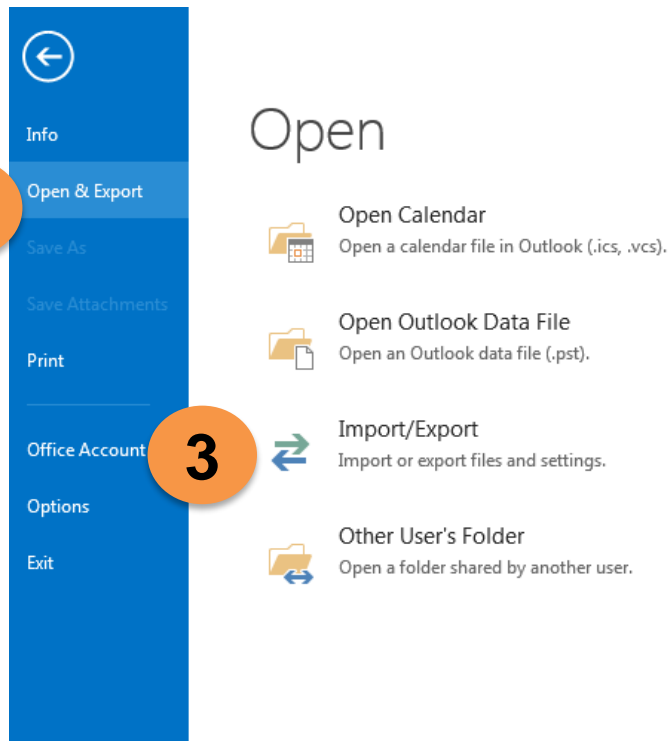 Info
Open & Export
Save As
Save Attachments
Print
Office Account
Options
Exit
Open
Open Calendar
Open a calendar file in Outlook (.ics, .vcs).
Open Outlook Data File
Open an Outlook data file (.pst).
3
Import/Export
Import or export files and settings.
Other User's Folder
Open a folder shared by another user.